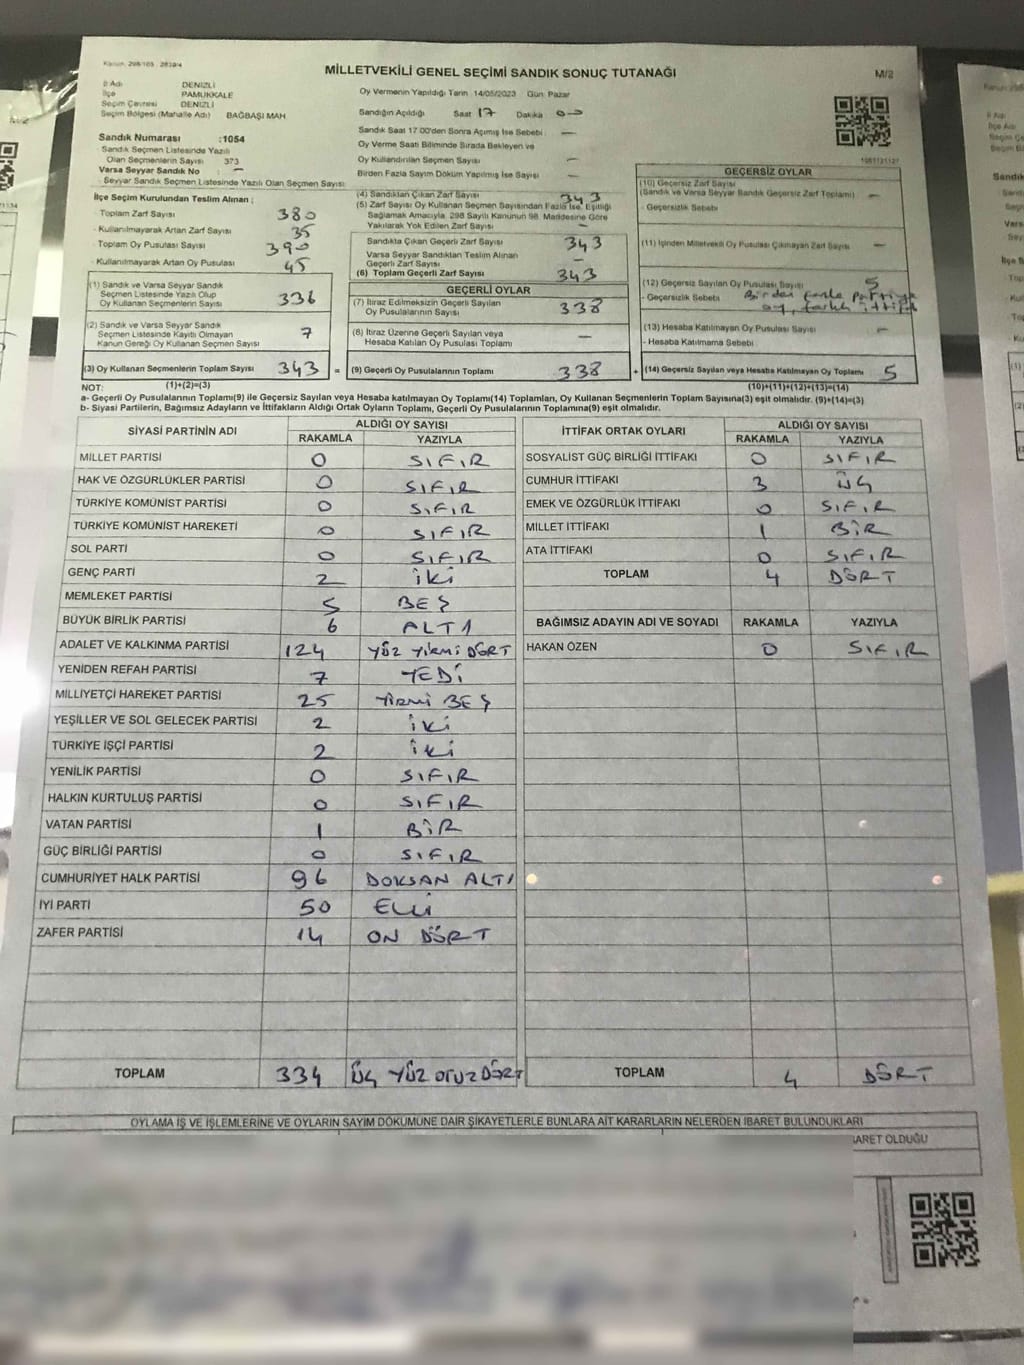 Kanun: 298/105 , 2839/4
MİLLETVEKİLİ GENEL SEÇİMİ SANDIK SONUÇ TUTANAĞI
M/2
İl Adı DENİZLİ
İlçe PAMUKKALE
Seçim Çevresi DENİZLİ
Seçim Bölgesi (Mahalle Adı) BAĞBAŞI MAH
Sandık Numarası :1054
Sandık Seçmen Listesinde Yazılı
Olan Seçmenlerin Sayısı 373
Varsa Seyyar Sandık No : —
Seyyar Sandık Seçmen Listesinde Yazılı Olan Seçmen Sayısı:
Oy Vermenin Yapıldığı Tarih 14/05/2023 Gün: Pazar
Sandığın Açıldığı Saat 17 Dakika 00
Sandık Saat 17.00'den Sonra Açımış İse Sebebi : —
Oy Verme Saati Bitiminde Sırada Bekleyen ve
Oy Kullandırılan Seçmen Sayısı —
Birden Fazla Sayım Döküm Yapılmış İse Sayısı —
İlçe Seçim Kurulundan Teslim Alınan ;
Toplam Zarf Sayısı 380
- Kullanılmayarak Artan Zarf Sayısı 35
Toplam Oy Pusulası Sayısı 390
- Kullanılmayarak Artan Oy Pusulası 45
(1) Sandık ve Varsa Seyyar Sandık
Seçmen Listesinde Yazılı Olup
Oy Kullanan Seçmenlerin Sayısı 336
(2) Sandık ve Varsa Seyyar Sandık
Seçmen Listesinde Kayıtlı Olmayan
Kanun Gereği Oy Kullanan Seçmen Sayısı 7
(3) Oy Kullanan Seçmenlerin Toplam Sayısı 343 =
(4) Sandıktan Çıkan Zarf Sayısı 343
(5) Zarf Sayısı Oy Kullanan Seçmen Sayısından Fazla İse, Eşitliği
Sağlamak Amacıyla, 298 Sayılı Kanunun 98. Maddesine Göre
Yakılarak Yok Edilen Zarf Sayısı —
Sandıkta Çıkan Geçerli Zarf Sayısı 343
Varsa Seyyar Sandıktan Teslim Alınan
Geçerli Zarf Sayısı —
(6) Toplam Geçerli Zarf Sayısı 343
GEÇERLİ OYLAR
(7) İtiraz Edilmeksizin Geçerli Sayılan
Oy Pusulalarının Sayısı 338
(8) İtiraz Üzerine Geçerli Sayılan veya
Hesaba Katılan Oy Pusulası Toplamı —
(9) Geçerli Oy Pusulalarının Toplamı 338 +
1051131127
GEÇERSİZ OYLAR
(10) Geçersiz Zarf Sayısı
(Sandık ve Varsa Seyyar Sandık Geçersiz Zarf Toplamı) —
- Geçersizlik Sebebi
(11) İçinden Milletvekili Oy Pusulası Çıkmayan Zarf Sayısı —
(12) Geçersiz Sayılan Oy Pusulası Sayısı 5
- Geçersizlik Sebebi Birden fazla partiye
oy, farklı ittifak
(13) Hesaba Katılmayan Oy Pusulası Sayısı —
- Hesaba Katılmama Sebebi
(14) Geçersiz Sayılan veya Hesaba Katılmayan Oy Toplamı 5
NOT: (1)+(2)=(3) (10)+(11)+(12)+(13)=(14)
a- Geçerli Oy Pusulalarının Toplamı(9) ile Geçersiz Sayılan veya Hesaba katılmayan Oy Toplamı(14) Toplamları, Oy Kullanan Seçmenlerin Toplam Sayısına(3) eşit olmalıdır. (9)+(14)=(3)
b- Siyasi Partilerin, Bağımsız Adayların ve İttifakların Aldığı Ortak Oyların Toplamı, Geçerli Oy Pusulalarının Toplamına(9) eşit olmalıdır.
SİYASİ PARTİNİN ADI ALDIĞI OY SAYISI
RAKAMLA YAZIYLA
MİLLET PARTİSİ 0 SIFIR
HAK VE ÖZGÜRLÜKLER PARTİSİ 0 SIFIR
TÜRKİYE KOMÜNİST PARTİSİ 0 SIFIR
TÜRKİYE KOMÜNİST HAREKETİ 0 SIFIR
SOL PARTİ 0 SIFIR
GENÇ PARTİ 2 İKİ
MEMLEKET PARTİSİ 5 BEŞ
BÜYÜK BİRLİK PARTİSİ 6 ALTI
ADALET VE KALKINMA PARTİSİ 124 YÜZ YİRMİ DÖRT
YENİDEN REFAH PARTİSİ 7 YEDİ
MİLLİYETÇİ HAREKET PARTİSİ 25 YİRMİ BEŞ
YEŞİLLER VE SOL GELECEK PARTİSİ 2 İKİ
TÜRKİYE İŞÇİ PARTİSİ 2 İKİ
YENİLİK PARTİSİ 0 SIFIR
HALKIN KURTULUŞ PARTİSİ 0 SIFIR
VATAN PARTİSİ 1 BİR
GÜÇ BİRLİĞİ PARTİSİ 0 SIFIR
CUMHURİYET HALK PARTİSİ 96 DOKSAN ALTI
İYİ PARTİ 50 ELLİ
ZAFER PARTİSİ 14 ON DÖRT
TOPLAM 334 ÜÇ YÜZ OTUZ DÖRT
İTTİFAK ORTAK OYLARI ALDIĞI OY SAYISI
RAKAMLA YAZIYLA
SOSYALİST GÜÇ BİRLİĞİ İTTİFAKI 0 SIFIR
CUMHUR İTTİFAKI 3 ÜÇ
EMEK VE ÖZGÜRLÜK İTTİFAKI 0 SIFIR
MİLLET İTTİFAKI 1 BİR
ATA İTTİFAKI 0 SIFIR
TOPLAM 4 DÖRT
BAĞIMSIZ ADAYIN ADI VE SOYADI RAKAMLA YAZIYLA
HAKAN ÖZEN 0 SIFIR
TOPLAM 4 DÖRT
OYLAMA İŞ VE İŞLEMLERİNE VE OYLARIN SAYIM DÖKÜMÜNE DAİR ŞİKAYETLERLE BUNLARA AİT KARARLARIN NELERDEN İBARET BULUNDUKLARI
BARET OLDUĞU